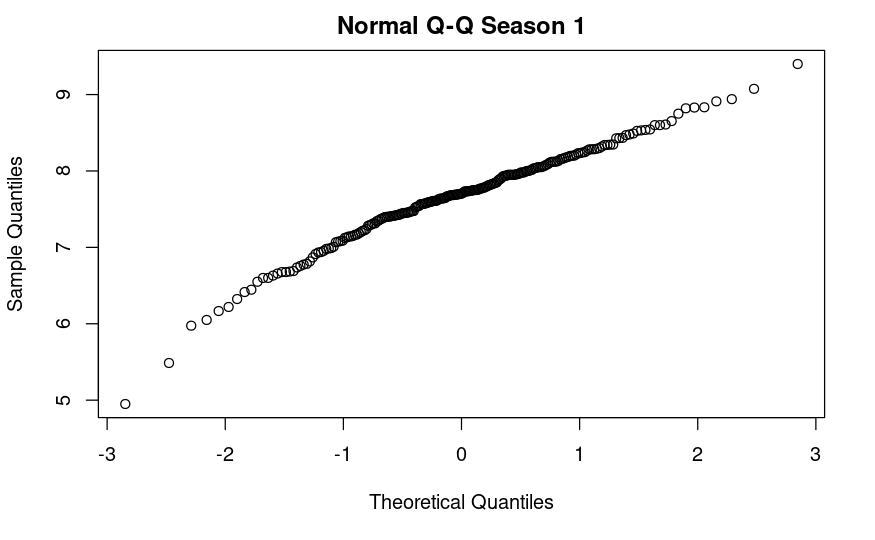 Normal Q-Q Season 1
9
8
7
6
5
Sample Quantiles
-3 -2 -1 0 1 2 3
Theoretical Quantiles